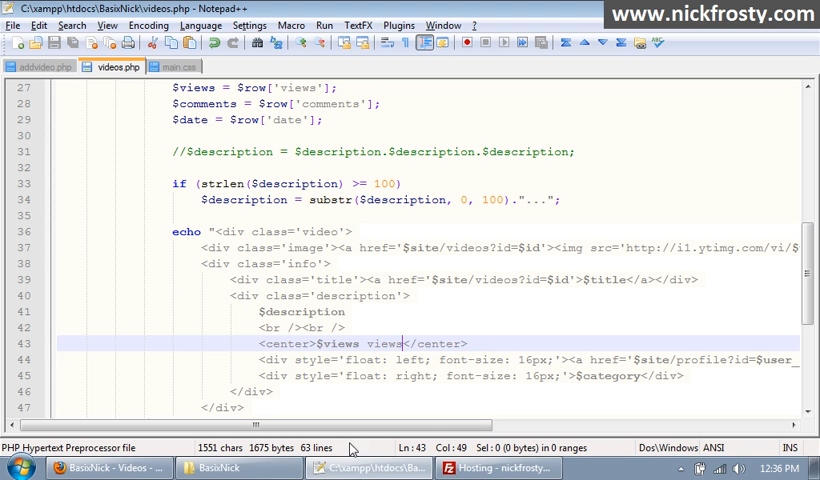 C:\xampp\htdocs\BasixNick\videos.php - Notepad++
www.nickfrosty.com
File Edit Search View Encoding Language Settings Macro Run TextFX Plugins Window ?
addvideo.php videos.php main.css
27 $views = $row['views'];
28 $comments = $row['comments'];
29 $date = $row['date'];
30
31 //$description = $description.$description.$description;
32
33 if (strlen($description) >= 100)
34 $description = substr($description, 0, 100)."...";
35
36 echo "<div class='video'>
37 <div class='image'><a href='$site/videos?id=$id'><img src='http://i1.ytimg.com/vi/$
38 <div class='info'>
39 <div class='title'><a href='$site/videos?id=$id'>$title</a></div>
40 <div class='description'>
41 $description
42 <br /><br />
43 <center>$views views</center>
44 <div style='float: left; font-size: 16px;'><a href='$site/profile?id=$user_
45 <div style='float: right; font-size: 16px;'>$category</div>
46 </div>
47 </div>
PHP Hypertext Preprocessor file 1551 chars 1675 bytes 63 lines Ln : 43 Col : 49 Sel : 0 (0 bytes) in 0 ranges Dos\Windows ANSI INS
BasixNick - Videos - ... BasixNick C:\xampp\htdocs\Ba... Hosting - nickfrosty... 12:36 PM